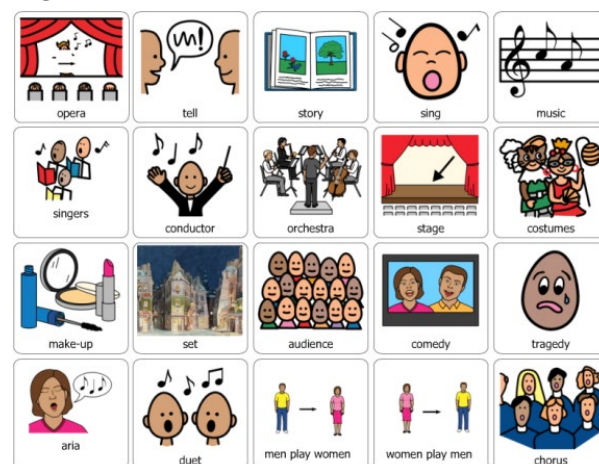 opera
tell
story
sing
music
singers
conductor
orchestra
stage
costumes
make-up
set
audience
comedy
tragedy
aria
duet
men play women
women play men
chorus